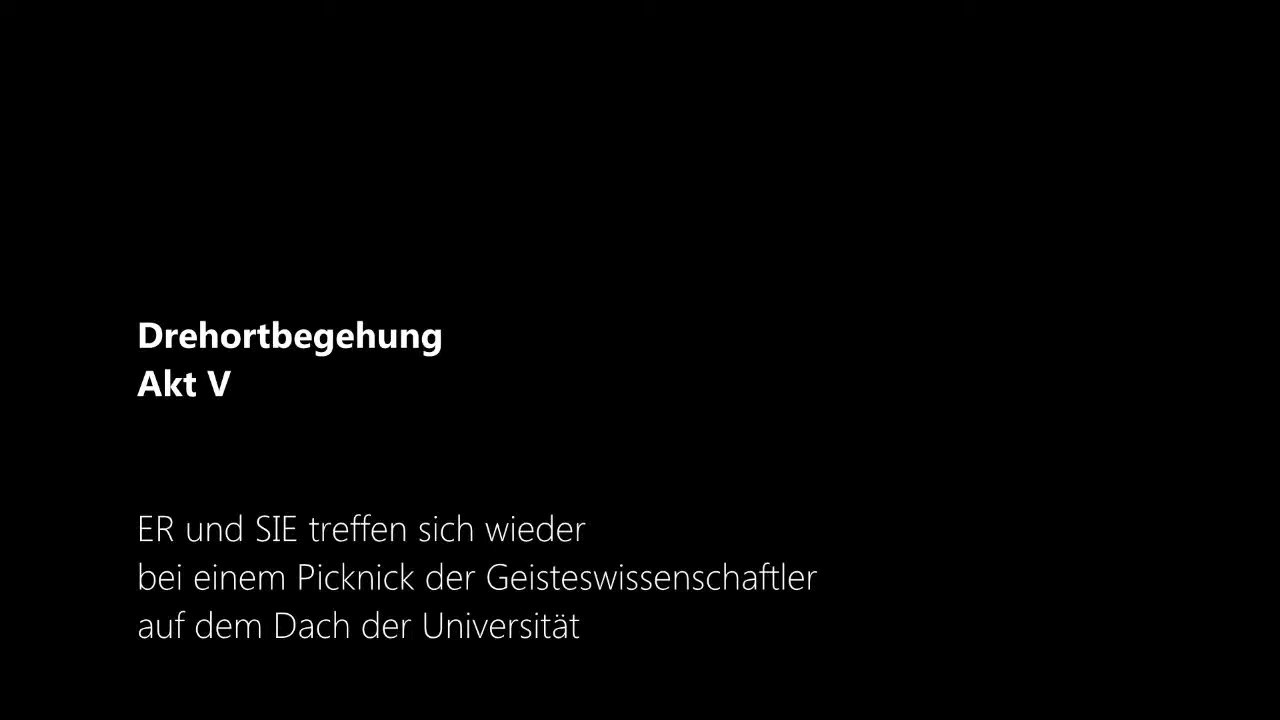 Drehortbegehung
Akt V
ER und SIE treffen sich wieder
bei einem Picknick der Geisteswissenschaftler
auf dem Dach der Universität